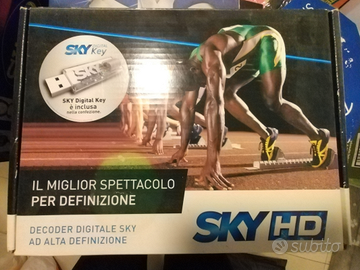 SKY
Key
SKY
SKY Digital Key
è inclusa
nella confezione.
IL MIGLIOR SPETTACOLO
PER DEFINIZIONE
DECODER DIGITALE SKY
AD ALTA DEFINIZIONE
SKY HD
subito